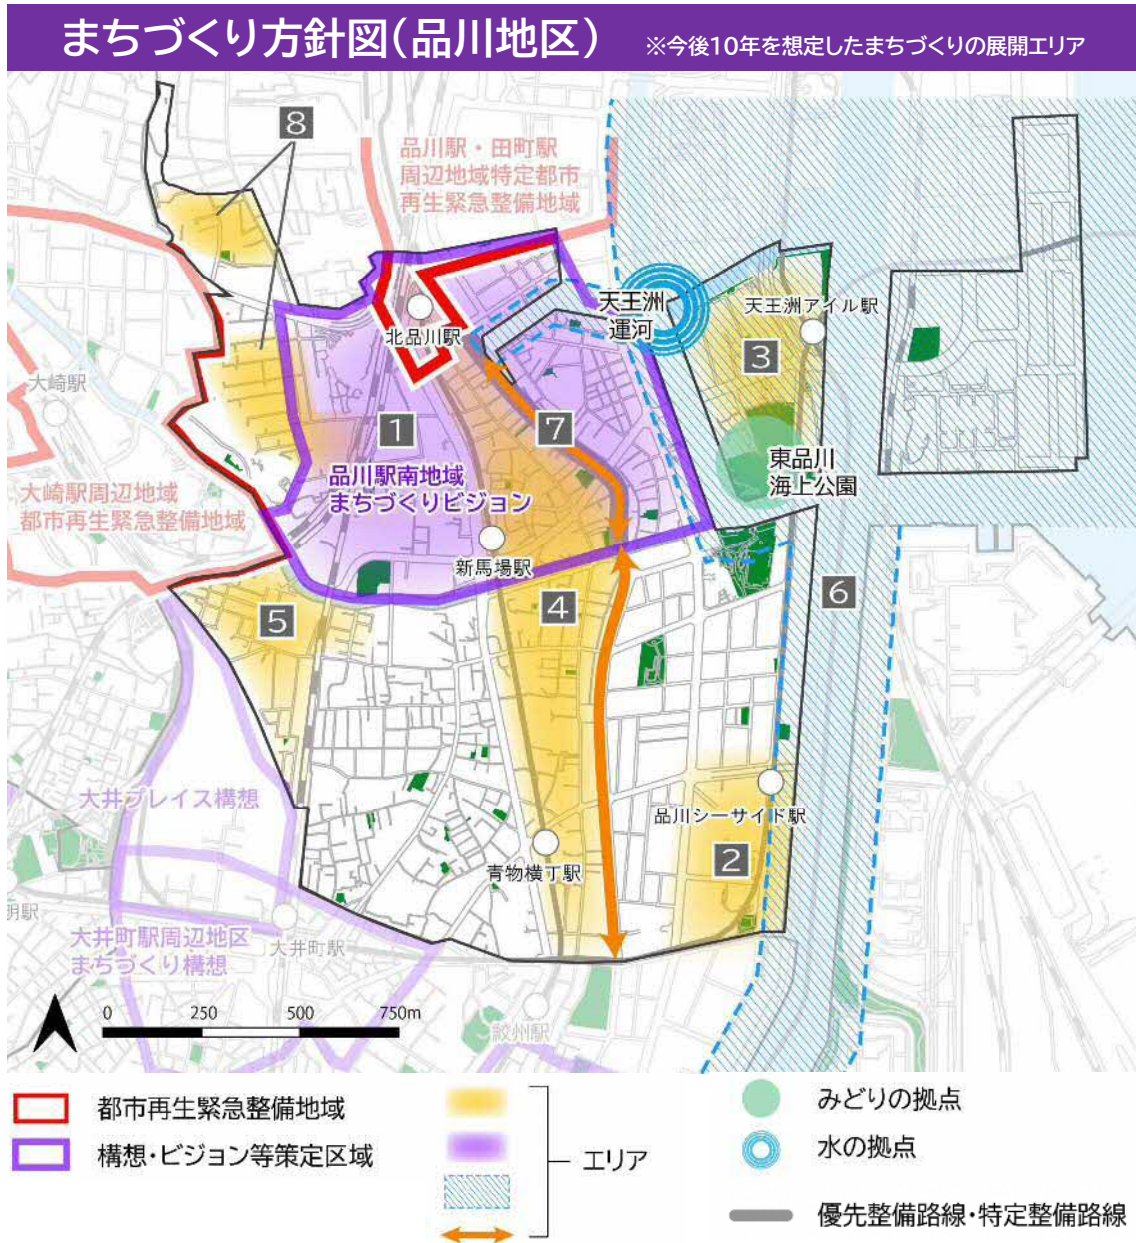 まちづくり方針図(品川地区)
※今後10年を想定したまちづくりの展開エリア
8
品川駅・田町駅
周辺地域特定都市
再生緊急整備地域
天王洲
運河
天王洲アイル駅
北品川駅
3
大崎駅
1
7
品川駅南地域
まちづくりビジョン
東品川
海上公園
大崎駅周辺地域
都市再生緊急整備地域
新馬場駅
5
4
6
大井プレイス構想
品川シーサイド駅
2
青物横丁駅
明駅
大井町駅周辺地区
まちづくり構想
大井町駅
鮫洲駅
0 250 500 750m
都市再生緊急整備地域
構想・ビジョン等策定区域
エリア
みどりの拠点
水の拠点
優先整備路線・特定整備路線